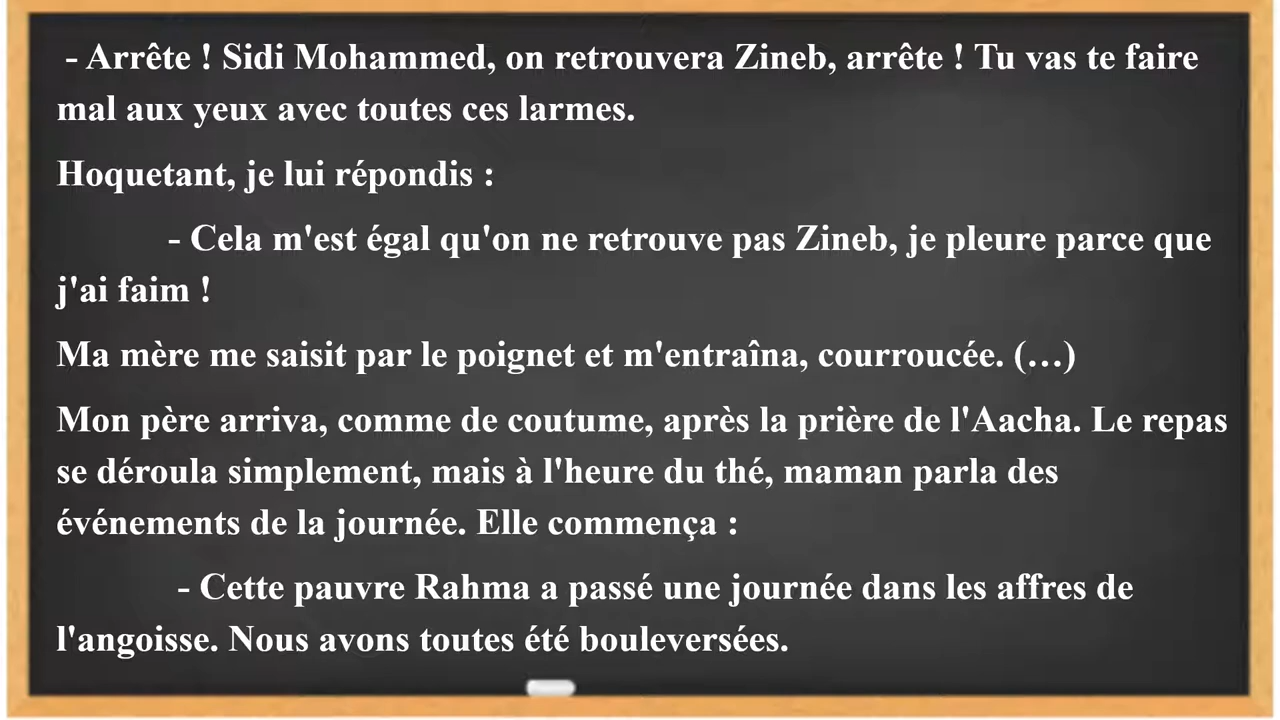 - Arrête ! Sidi Mohammed, on retrouvera Zineb, arrête ! Tu vas te faire
mal aux yeux avec toutes ces larmes.
Hoquetant, je lui répondis :
- Cela m'est égal qu'on ne retrouve pas Zineb, je pleure parce que
j'ai faim !
Ma mère me saisit par le poignet et m'entraîna, courroucée. (…)
Mon père arriva, comme de coutume, après la prière de l'Aacha. Le repas
se déroula simplement, mais à l'heure du thé, maman parla des
événements de la journée. Elle commença :
- Cette pauvre Rahma a passé une journée dans les affres de
l'angoisse. Nous avons toutes été bouleversées.